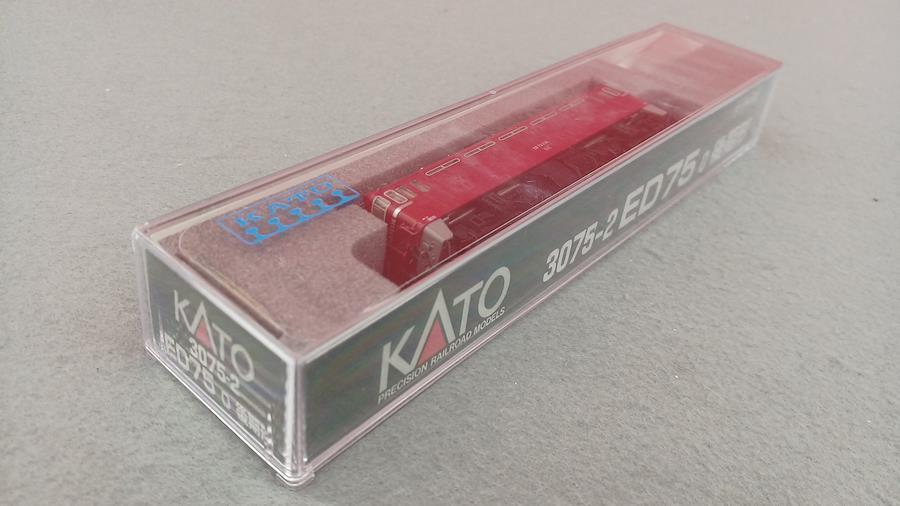 KATO
KATO
3075-2
ED75
KATO
PRECISION RAILROAD MODELS
3075-2 ED75